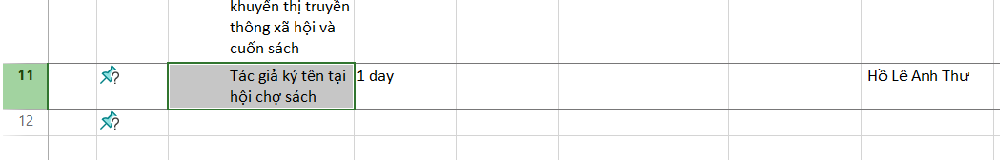 khuyến thị truyền
thông xã hội và
cuốn sách
11
Tác giả ký tên tại
hội chợ sách
1 day
Hồ Lê Anh Thư
12